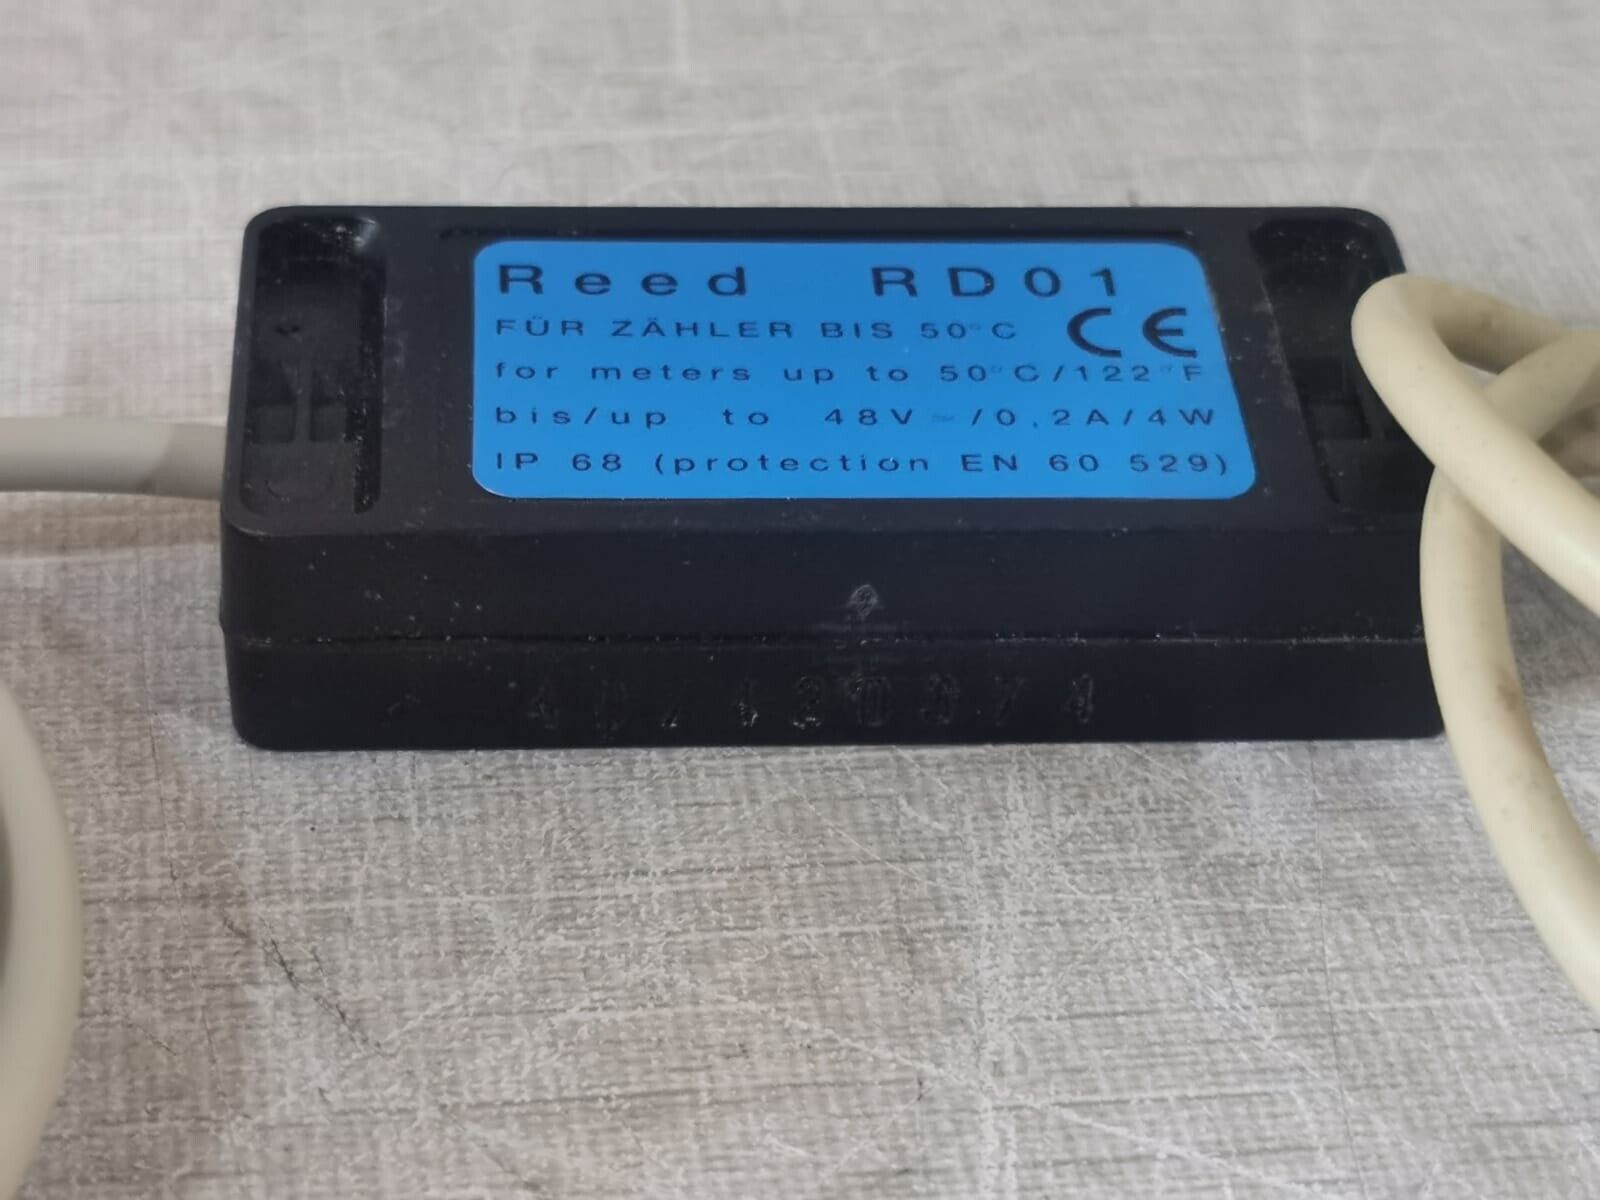 Reed RD01
FÜR ZÄHLER BIS 50°C CE
for meters up to 50°C/122°F
bis/up to 48V ~/0,2A/4W
IP 68 (protection EN 60 529)